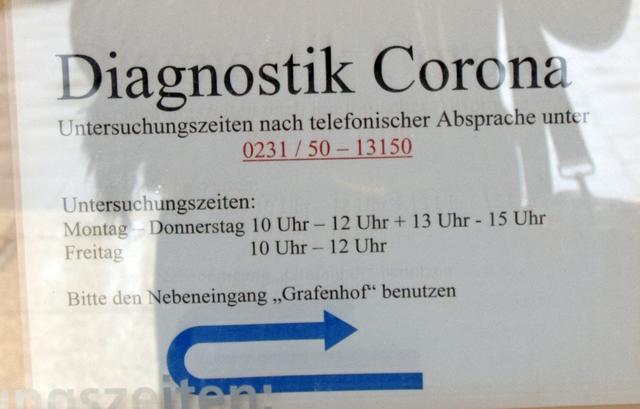 Diagnostik Corona
Untersuchungszeiten nach telefonischer Absprache unter
0231 / 50 – 13150
Untersuchungszeiten:
Montag – Donnerstag 10 Uhr – 12 Uhr + 13 Uhr - 15 Uhr
Freitag 10 Uhr – 12 Uhr
Bitte den Nebeneingang „Grafenhof“ benutzen
ungszeiten: